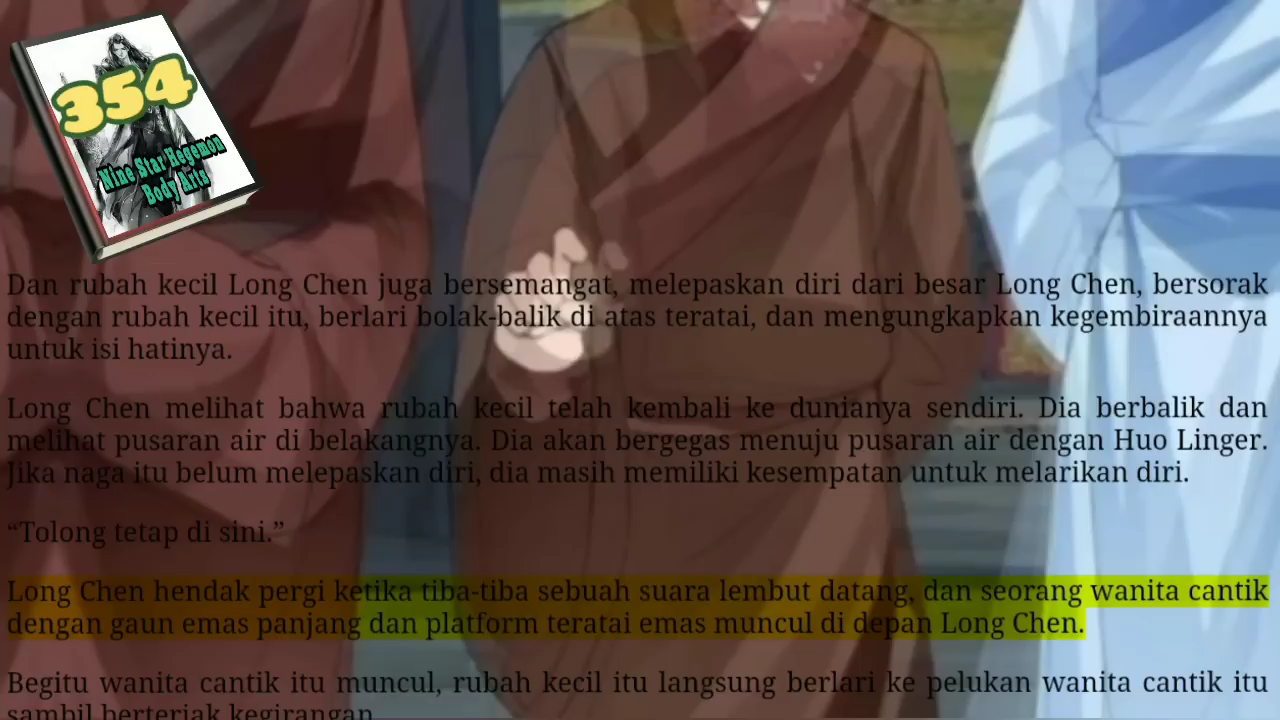 354
Nine Star Hegemon
Body Arts
Dan rubah kecil Long Chen juga bersemangat, melepaskan diri dari besar Long Chen, bersorak
dengan rubah kecil itu, berlari bolak-balik di atas teratai, dan mengungkapkan kegembiraannya
untuk isi hatinya.
Long Chen melihat bahwa rubah kecil telah kembali ke dunianya sendiri. Dia berbalik dan
melihat pusaran air di belakangnya. Dia akan bergegas menuju pusaran air dengan Huo Linger.
Jika naga itu belum melepaskan diri, dia masih memiliki kesempatan untuk melarikan diri.
“Tolong tetap di sini.”
Long Chen hendak pergi ketika tiba-tiba sebuah suara lembut datang, dan seorang wanita cantik
dengan gaun emas panjang dan platform teratai emas muncul di depan Long Chen.
Begitu wanita cantik itu muncul, rubah kecil itu langsung berlari ke pelukan wanita cantik itu
sambil berteriak kegirangan.